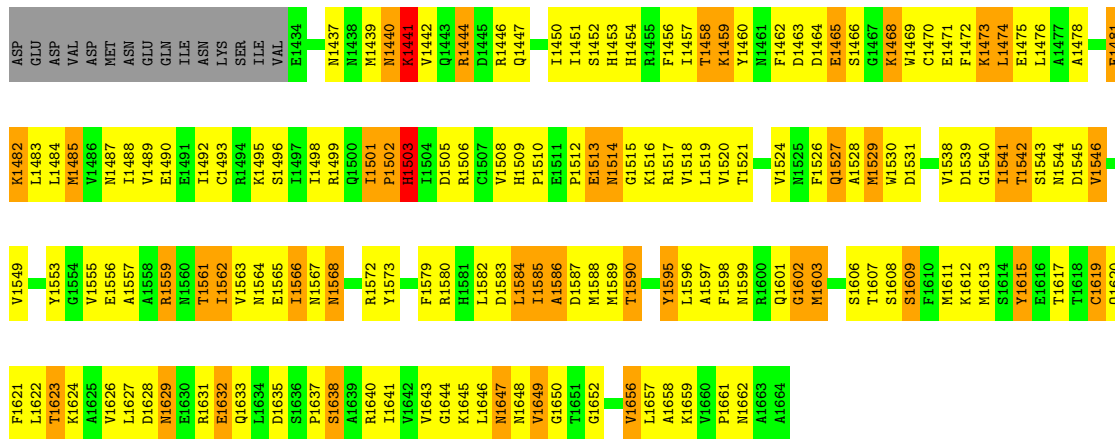 ASP GLU ASP VAL ASP MET ASN GLU GLN ILE ASN LYS SER ILE VAL E1434 N1437 N1438 M1439 N1440 K1441 V1442 Q1443 R1444 D1445 R1446 Q1447 I1450 I1451 S1452 H1453 H1454 R1455 F1456 I1457 T1458 K1459 Y1460 N1461 F1462 D1463 D1464 E1465 S1466 G1467 K1468 W1469 C1470 E1471 F1472 K1473 L1474 E1475 L1476 A1477 A1478 E1481
K1482 L1483 L1484 M1485 V1486 N1487 I1488 V1489 E1490 E1491 I1492 C1493 R1494 K1495 S1496 I1497 I1498 R1499 Q1500 I1501 P1502 H1503 I1504 D1505 R1506 C1507 V1508 H1509 P1510 E1511 P1512 E1513 N1514 G1515 K1516 R1517 V1518 L1519 V1520 T1521 V1524 N1525 F1526 Q1527 A1528 M1529 W1530 D1531 V1538 D1539 G1540 I1541 T1542 S1543 N1544 D1545 V1546
V1549 Y1553 G1554 V1555 E1556 A1557 A1558 R1559 N1560 T1561 I1562 V1563 N1564 E1565 I1566 N1567 N1568 R1572 Y1573 F1579 R1580 H1581 L1582 D1583 L1584 I1585 A1586 D1587 M1588 M1589 T1590 Y1595 L1596 A1597 F1598 N1599 R1600 Q1601 G1602 M1603 S1606 T1607 S1608 S1609 F1610 M1611 K1612 M1613 S1614 Y1615 E1616 T1617 T1618 C1619
F1621 L1622 T1623 K1624 A1625 V1626 L1627 D1628 N1629 E1630 R1631 E1632 Q1633 L1634 D1635 S1636 P1637 S1638 A1639 R1640 I1641 V1642 V1643 G1644 K1645 L1646 N1647 N1648 V1649 G1650 T1651 G1652 V1656 L1657 A1658 K1659 V1660 P1661 N1662 A1663 A1664